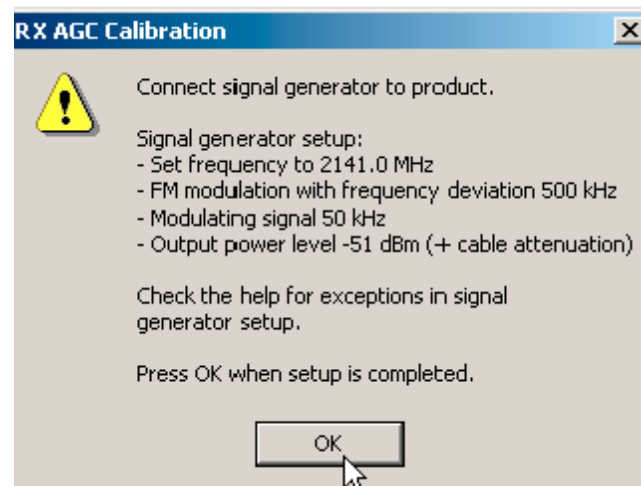 RX AGC Calibration
Connect signal generator to product.
Signal generator setup:
- Set frequency to 2141.0 MHz
- FM modulation with frequency deviation 500 kHz
- Modulating signal 50 kHz
- Output power level -51 dBm (+ cable attenuation)
Check the help for exceptions in signal
generator setup.
Press OK when setup is completed.
OK